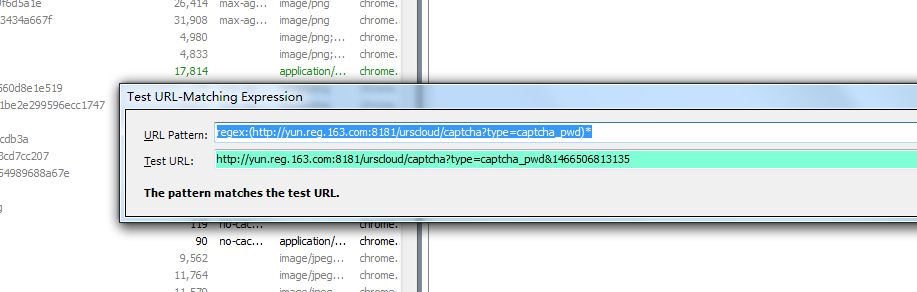 9f6d5a1e 26,414 max-ag... image/png chrome.
3434a667f 31,908 max-ag... image/png chrome.
4,980 image/png;... chrome.
4,833 image/png;... chrome.
17,814 application/... chrome.
Test URL-Matching Expression
560d8e1e519
1be2e299596ecc1747
URL Pattern: regex:(http://yun.reg.163.com:8181/urscloud/captcha?type=captcha_pwd)*
cdb3a
3cd7cc207
Test URL: http://yun.reg.163.com:8181/urscloud/captcha?type=captcha_pwd&1466506813135
54989688a67e
The pattern matches the test URL.
g
119 no-cac... chrome.
90 no-cac... application/... chrome.
9,562 image/jpeg... chrome.
11,764 image/jpeg... chrome.
11,570 image/jpeg... chrome.